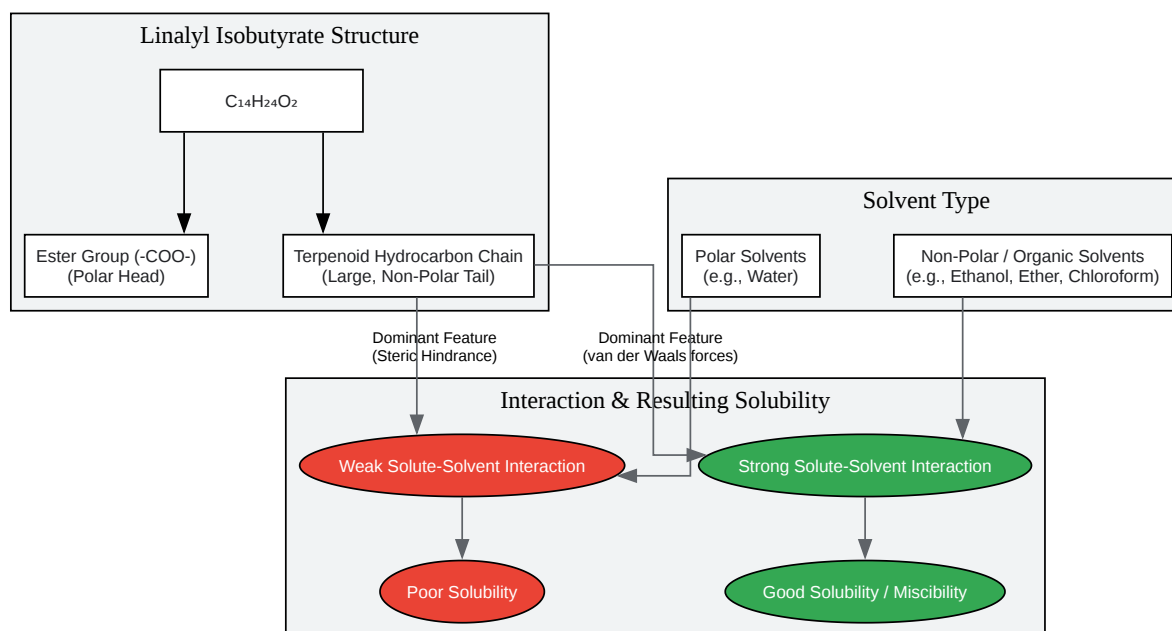 Linalyl Isobutyrate Structure
C₁₄H₂₄O₂
Ester Group (-COO-)
(Polar Head)
Terpenoid Hydrocarbon Chain
(Large, Non-Polar Tail)
Solvent Type
Polar Solvents
(e.g., Water)
Non-Polar / Organic Solvents
(e.g., Ethanol, Ether, Chloroform)
Dominant Feature
(Steric Hindrance)
Dominant Feature
(van der Waals forces)
Interaction & Resulting Solubility
Weak Solute-Solvent Interaction
Strong Solute-Solvent Interaction
Poor Solubility
Good Solubility / Miscibility